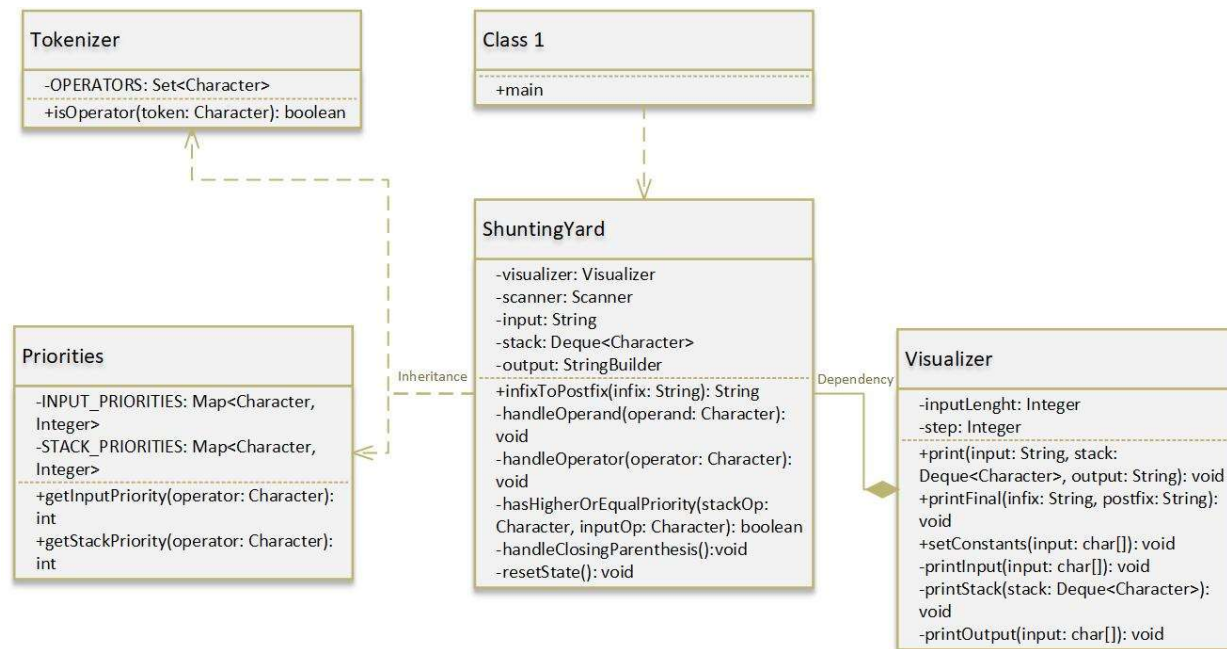 Tokenizer
-OPERATORS: Set<Character>
+isOperator(token: Character): boolean
Class 1
+main
ShuntingYard
-visualizer: Visualizer
-scanner: Scanner
-input: String
-stack: Deque<Character>
-output: StringBuilder
+infixToPostfix(infix: String): String
-handleOperand(operand: Character):
void
-handleOperator(operator: Character):
void
-hasHigherOrEqualPriority(stackOp:
Character, inputOp: Character): boolean
-handleClosingParenthesis():void
-resetState(): void
Priorities
-INPUT_PRIORITIES: Map<Character,
Integer>
-STACK_PRIORITIES: Map<Character,
Integer>
+getInputPriority(operator: Character):
int
+getStackPriority(operator: Character):
int
Inheritance
Dependency
Visualizer
-inputLenght: Integer
-step: Integer
+print(input: String, stack:
Deque<Character>, output: String): void
+printFinal(infix: String, postfix: String):
void
+setConstants(input: char[]): void
-printInput(input: char[]): void
-printStack(stack: Deque<Character>):
void
-printOutput(input: char[]): void